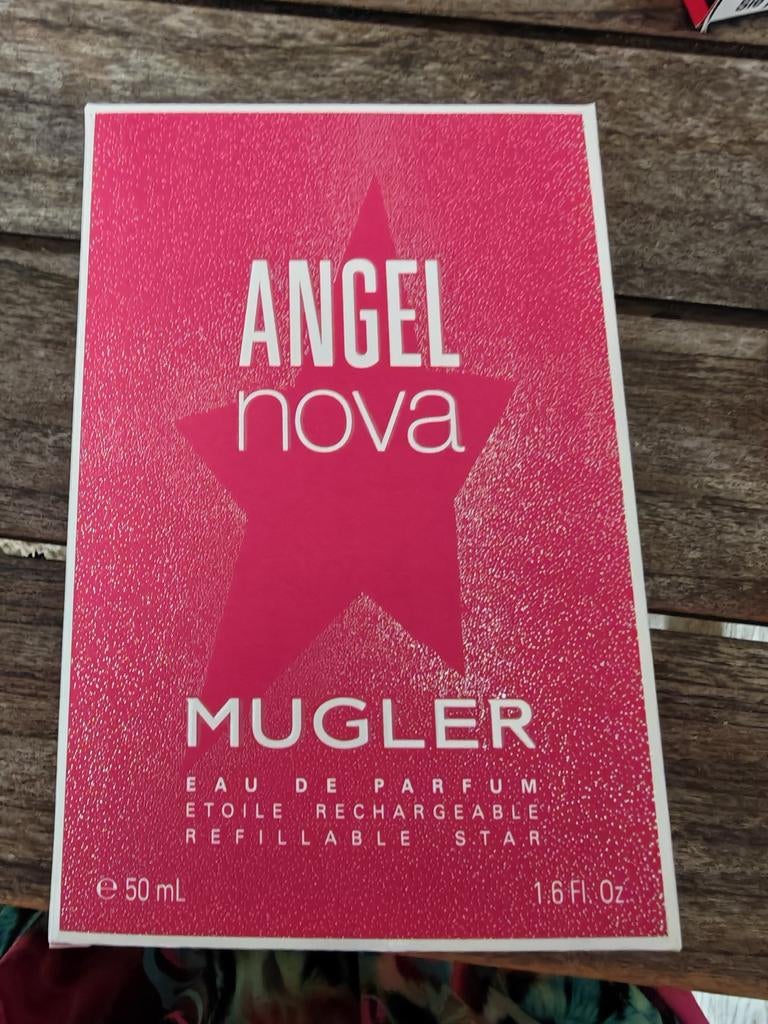 ANGEL
nova
MUGLER
EAU DE PARFUM
ETOILE RECHARGEABLE
REFILLABLE STAR
e 50 mL 1.6 Fl. Oz.